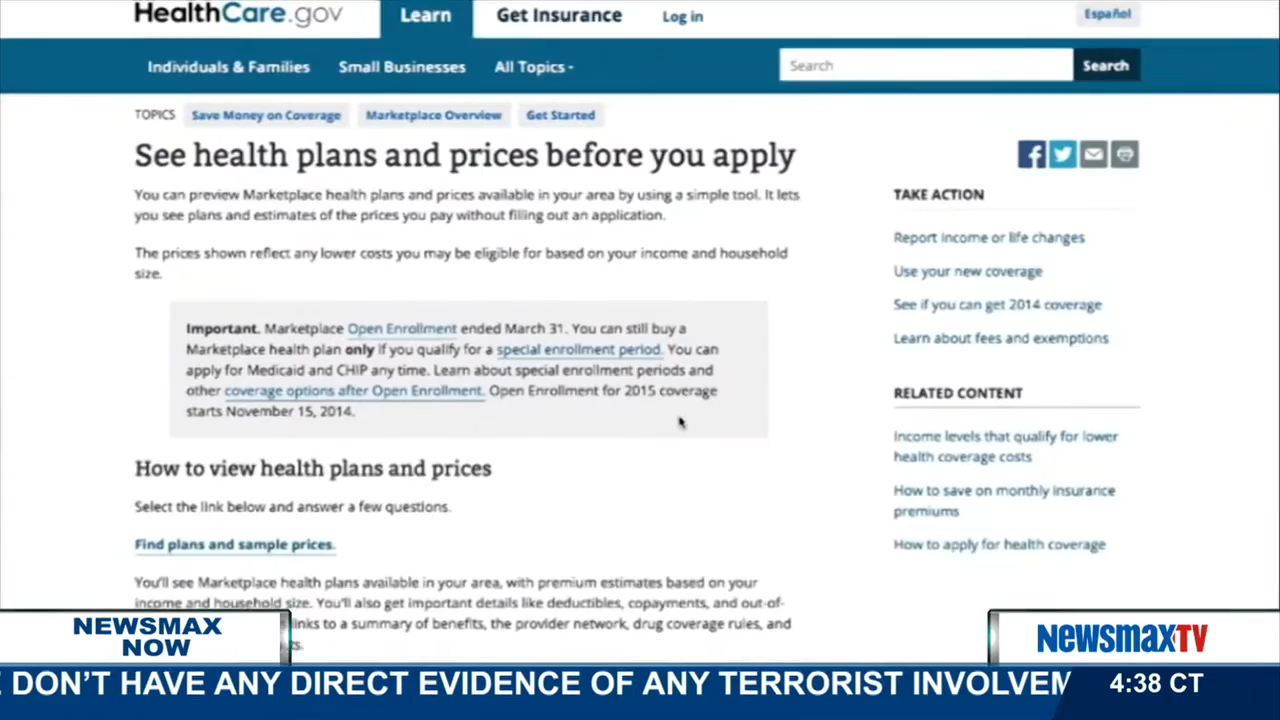 HealthCare.gov
Learn
Get Insurance
Log in
Español
Individuals & Families
Small Businesses
All Topics
Search
Search
TOPICS
Save Money on Coverage
Marketplace Overview
Get Started
See health plans and prices before you apply
You can preview Marketplace health plans and prices available in your area by using a simple tool. It lets
you see plans and estimates of the prices you pay without filling out an application.
The prices shown reflect any lower costs you may be eligible for based on your income and household
size.
Important. Marketplace Open Enrollment ended March 31. You can still buy a
Marketplace health plan only if you qualify for a special enrollment period. You can
apply for Medicaid and CHIP any time. Learn about special enrollment periods and
other coverage options after Open Enrollment. Open Enrollment for 2015 coverage
starts November 15, 2014.
How to view health plans and prices
Select the link below and answer a few questions.
Find plans and sample prices.
You'll see Marketplace health plans available in your area, with premium estimates based on your
income and household size. You'll also get important details like deductibles, copayments, and out-of-
links to a summary of benefits, the provider network, drug coverage rules, and
TAKE ACTION
Report income or life changes
Use your new coverage
See if you can get 2014 coverage
Learn about fees and exemptions
RELATED CONTENT
Income levels that qualify for lower
health coverage costs
How to save on monthly insurance
premiums
How to apply for health coverage
NEWSMAX
NOW
NEWSMAXTV
DON'T HAVE ANY DIRECT EVIDENCE OF ANY TERRORIST INVOLVEM
4:38 CT